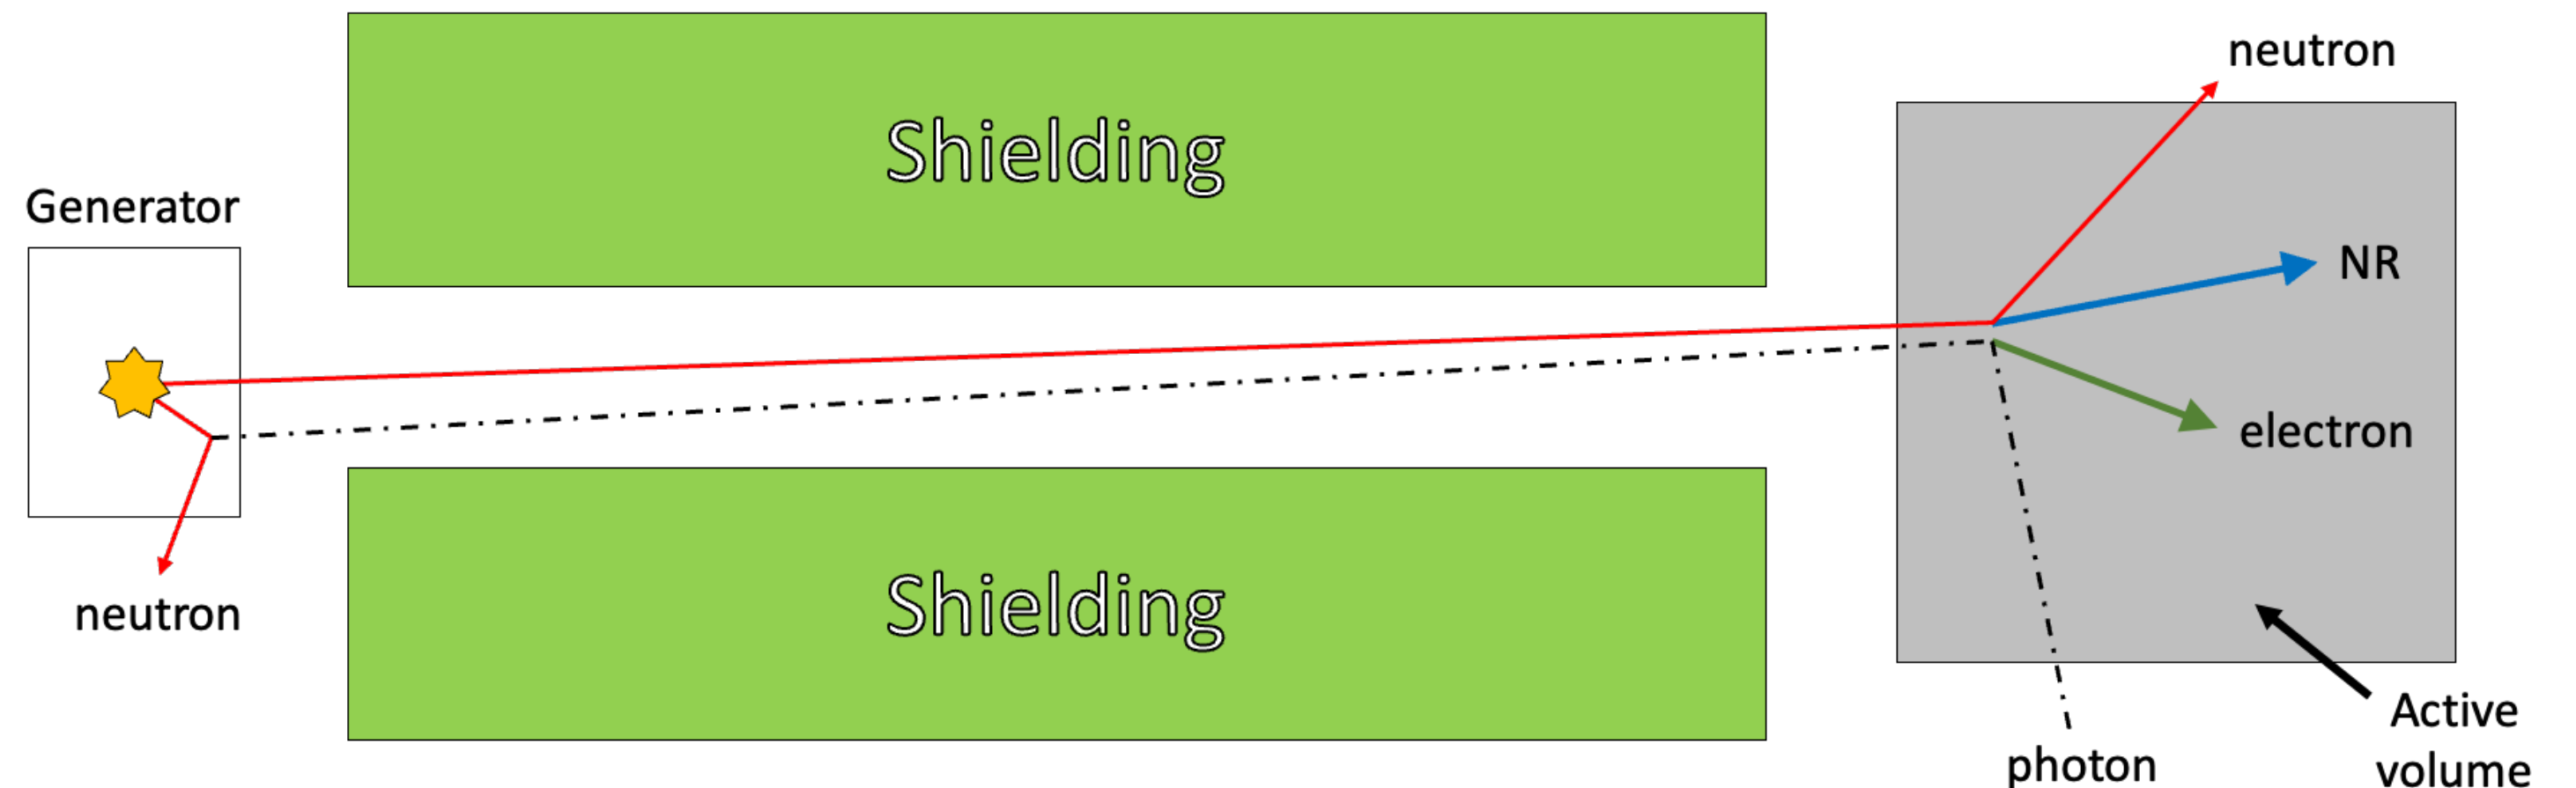 neutron
Shielding
Generator
NR
electron
neutron
Shielding
Active
volume
photon